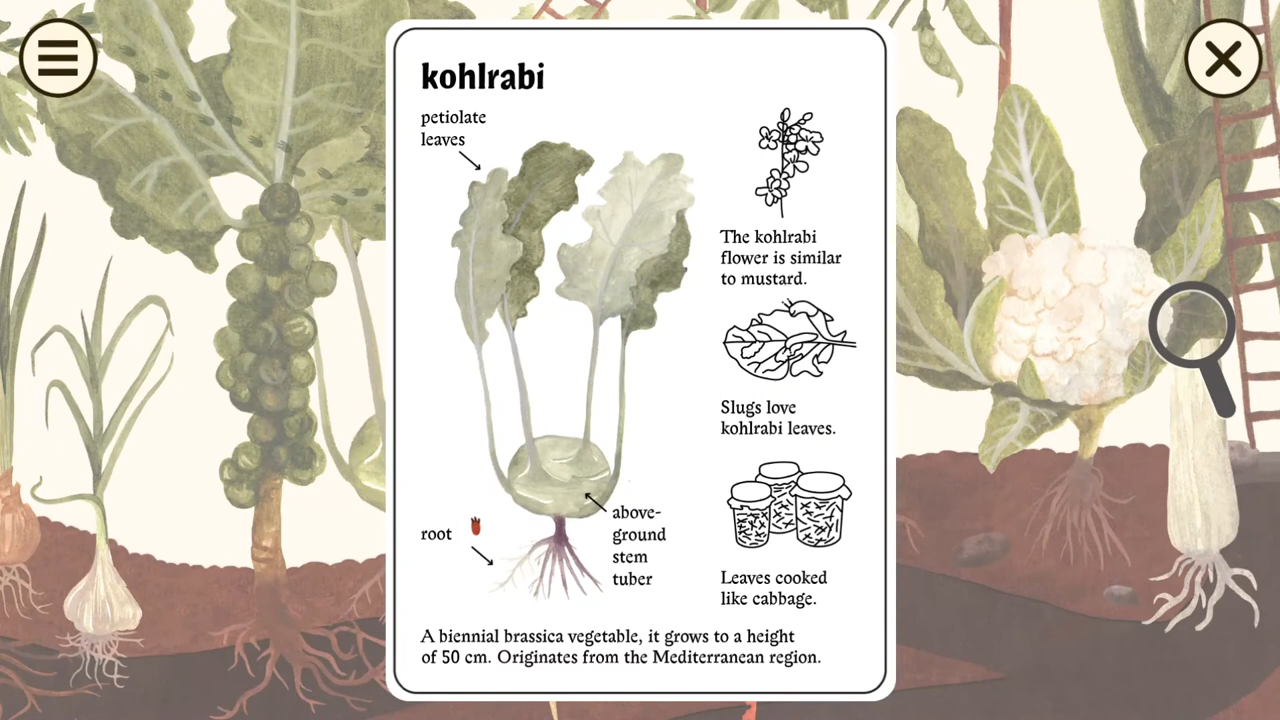 kohlrabi
petiolate
leaves
The kohlrabi
flower is similar
to mustard.
Slugs love
kohlrabi leaves.
root
above-
ground
stem
tuber
Leaves cooked
like cabbage.
A biennial brassica vegetable, it grows to a height
of 50 cm. Originates from the Mediterranean region.